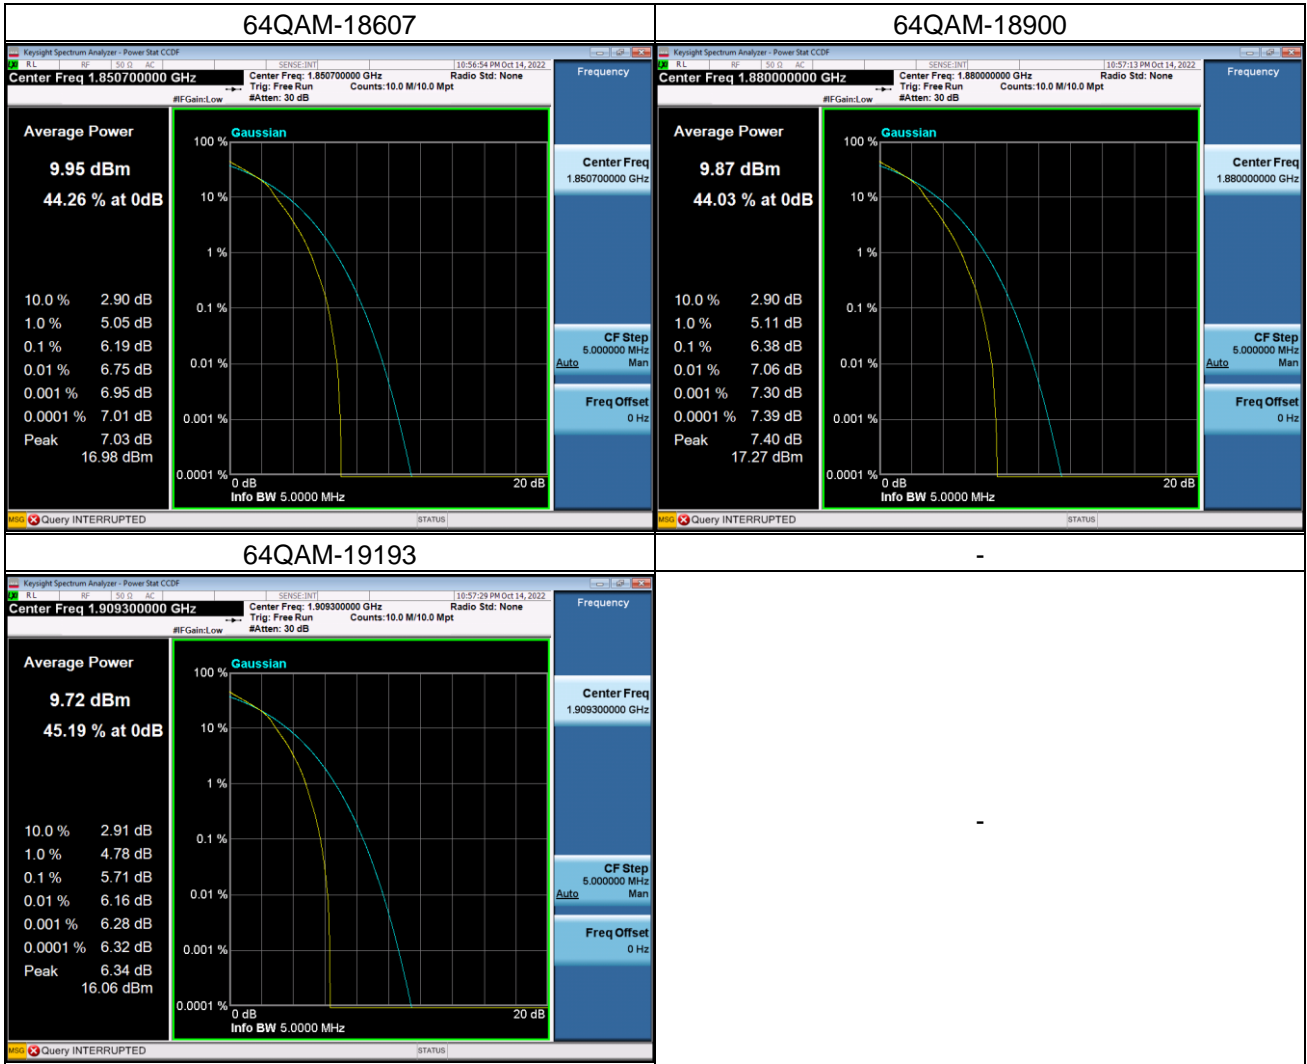 64QAM-18607
Keysight Spectrum Analyzer - Power Stat CCDF
RL RF 50 Ω AC SENSE:INT 10:56:54 PM Oct 14, 2022
Center Freq 1.850700000 GHz
Center Freq: 1.850700000 GHz Radio Std: None
Trig: Free Run Counts:10.0 M/10.0 Mpt
#IFGain:Low #Atten: 30 dB
Average Power
9.95 dBm
44.26 % at 0dB
10.0 % 2.90 dB
1.0 % 5.05 dB
0.1 % 6.19 dB
0.01 % 6.75 dB
0.001 % 6.95 dB
0.0001 % 7.01 dB
Peak 7.03 dB
16.98 dBm
Gaussian
100 %
10 %
1 %
0.1 %
0.01 %
0.001 %
0.0001 %
0 dB 20 dB
Info BW 5.0000 MHz
Frequency
Center Freq
1.850700000 GHz
CF Step
5.000000 MHz
Auto Man
Freq Offset
0 Hz
MSG Query INTERRUPTED STATUS
64QAM-18900
Keysight Spectrum Analyzer - Power Stat CCDF
RL RF 50 Ω AC SENSE:INT 10:57:13 PM Oct 14, 2022
Center Freq 1.880000000 GHz
Center Freq: 1.880000000 GHz Radio Std: None
Trig: Free Run Counts:10.0 M/10.0 Mpt
#IFGain:Low #Atten: 30 dB
Average Power
9.87 dBm
44.03 % at 0dB
10.0 % 2.90 dB
1.0 % 5.11 dB
0.1 % 6.38 dB
0.01 % 7.06 dB
0.001 % 7.30 dB
0.0001 % 7.39 dB
Peak 7.40 dB
17.27 dBm
Gaussian
100 %
10 %
1 %
0.1 %
0.01 %
0.001 %
0.0001 %
0 dB 20 dB
Info BW 5.0000 MHz
Frequency
Center Freq
1.880000000 GHz
CF Step
5.000000 MHz
Auto Man
Freq Offset
0 Hz
MSG Query INTERRUPTED STATUS
64QAM-19193
Keysight Spectrum Analyzer - Power Stat CCDF
RL RF 50 Ω AC SENSE:INT 10:57:29 PM Oct 14, 2022
Center Freq 1.909300000 GHz
Center Freq: 1.909300000 GHz Radio Std: None
Trig: Free Run Counts:10.0 M/10.0 Mpt
#IFGain:Low #Atten: 30 dB
Average Power
9.72 dBm
45.19 % at 0dB
10.0 % 2.91 dB
1.0 % 4.78 dB
0.1 % 5.71 dB
0.01 % 6.16 dB
0.001 % 6.28 dB
0.0001 % 6.32 dB
Peak 6.34 dB
16.06 dBm
Gaussian
100 %
10 %
1 %
0.1 %
0.01 %
0.001 %
0.0001 %
0 dB 20 dB
Info BW 5.0000 MHz
Frequency
Center Freq
1.909300000 GHz
CF Step
5.000000 MHz
Auto Man
Freq Offset
0 Hz
MSG Query INTERRUPTED STATUS
-
-